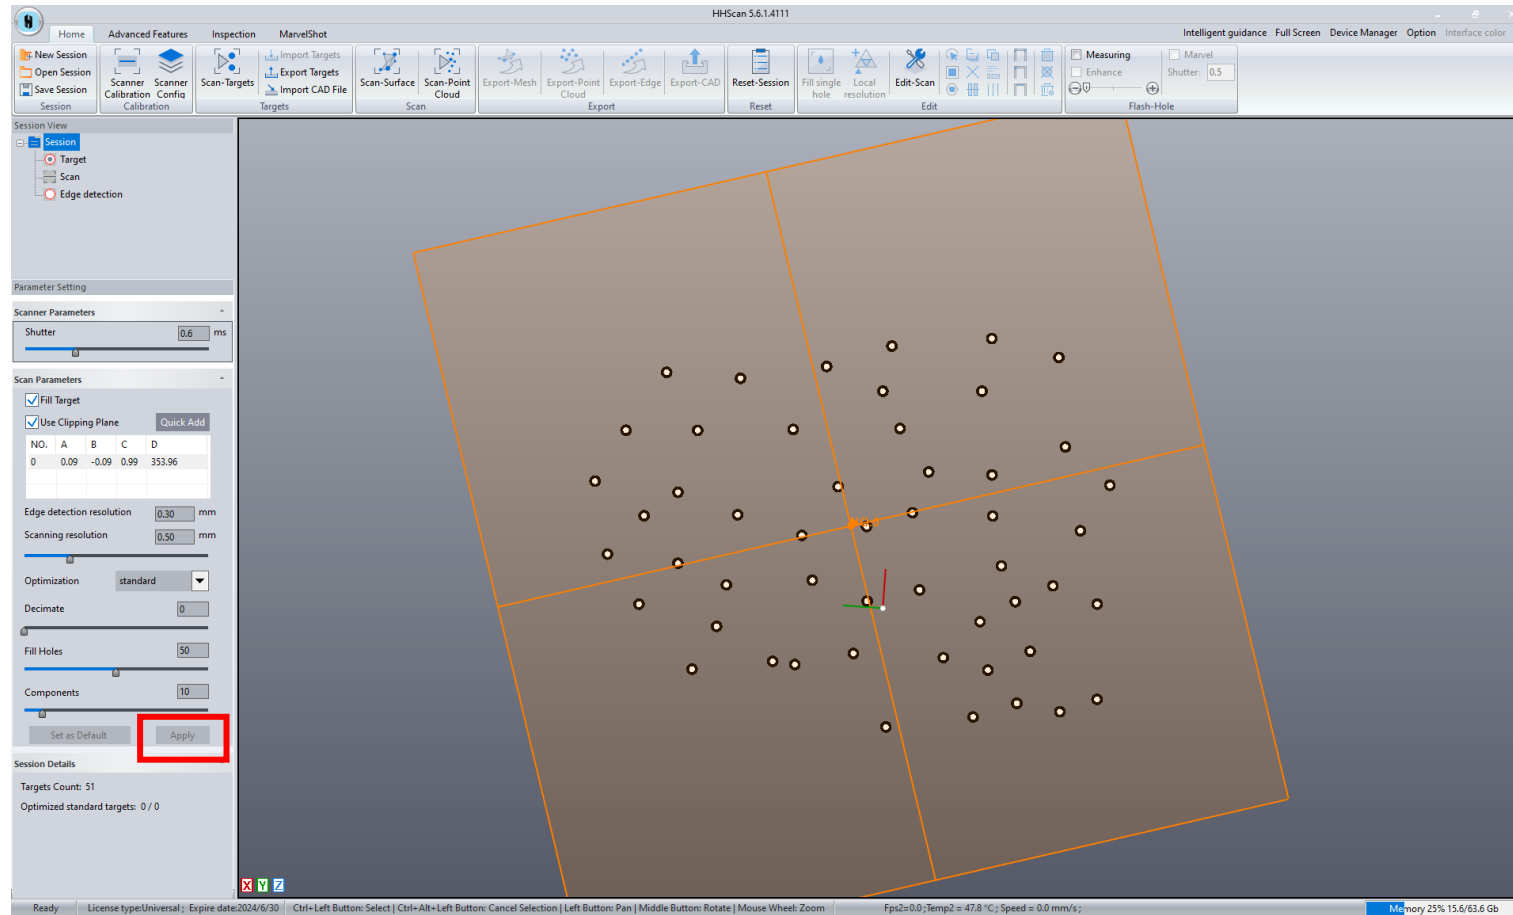 HHScan 5.6.1.4111
Home Advanced Features Inspection MarvelShot
Intelligent guidance Full Screen Device Manager Option Interface color
New Session
Open Session
Save Session
Session
Scanner Calibration
Scanner Config
Calibration
Scan-Targets
Import Targets
Export Targets
Import CAD File
Targets
Scan-Surface
Scan-Point Cloud
Scan
Export-Mesh
Export-Point Cloud
Export-Edge
Export-CAD
Export
Reset-Session
Reset
Fill single hole
Local resolution
Edit-Scan
Edit
Measuring
Marvel
Enhance
Shutter: 0.5
Flash-Hole
Session View
Session
Target
Scan
Edge detection
Parameter Setting
Scanner Parameters
Shutter 0.6 ms
Scan Parameters
Fill Target
Use Clipping Plane Quick Add
NO. A B C D
0 0.09 -0.09 0.99 353.96
Edge detection resolution 0.30 mm
Scanning resolution 0.50 mm
Optimization standard
Decimate 0
Fill Holes 50
Components 10
Set as Default Apply
Session Details
Targets Count: 51
Optimized standard targets: 0 / 0
X Y Z
Ready License type:Universal ; Expire date:2024/6/30 Ctrl+Left Button: Select | Ctrl+Alt+Left Button: Cancel Selection | Left Button: Pan | Middle Button: Rotate | Mouse Wheel: Zoom Fps2=0.0 ;Temp2 = 47.8 °C ; Speed = 0.0 mm/s ; Memory 25% 15.6/63.6 Gb